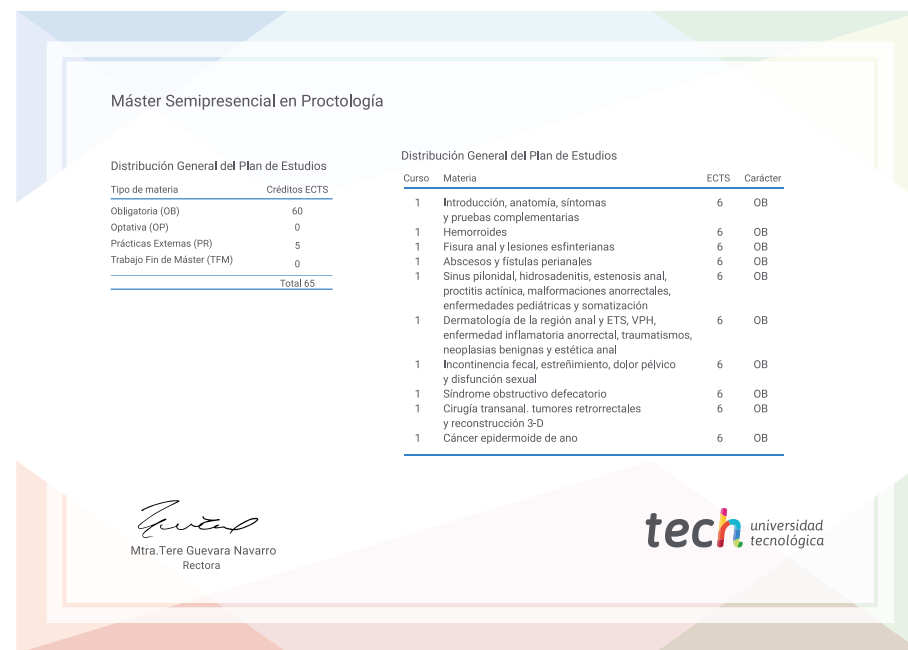 Máster Semipresencial en Proctología
Distribución General del Plan de Estudios
Tipo de materia Créditos ECTS
Obligatoria (OB) 60
Optativa (OP) 0
Prácticas Externas (PR) 5
Trabajo Fin de Máster (TFM) 0
Total 65
Distribución General del Plan de Estudios
Curso Materia ECTS Carácter
1 Introducción, anatomía, síntomas 6 OB
y pruebas complementarias
1 Hemorroides 6 OB
1 Fisura anal y lesiones esfinterianas 6 OB
1 Abscesos y fístulas perianales 6 OB
1 Sinus pilonidal, hidrosadenitis, estenosis anal, 6 OB
proctitis actínica, malformaciones anorrectales,
enfermedades pediátricas y somatización
1 Dermatología de la región anal y ETS, VPH, 6 OB
enfermedad inflamatoria anorrectal, traumatismos,
neoplasias benignas y estética anal
1 Incontinencia fecal, estreñimiento, dolor pélvico 6 OB
y disfunción sexual
1 Síndrome obstructivo defecatorio 6 OB
1 Cirugía transanal. tumores retrorrectales 6 OB
y reconstrucción 3-D
1 Cáncer epidermoide de ano 6 OB
Mtra.Tere Guevara Navarro
Rectora
tech universidad
tecnológica